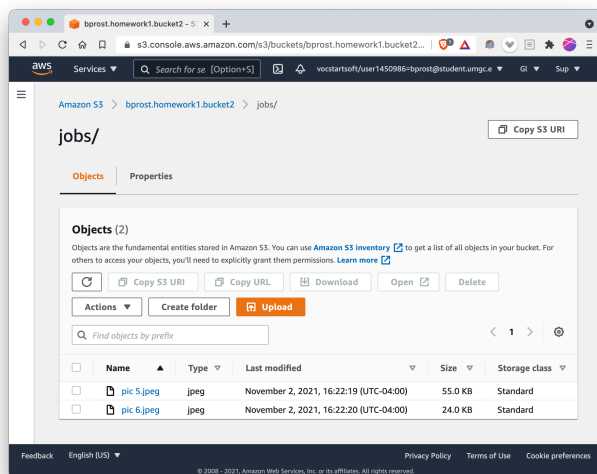 bprost.homework1.bucket2 - S3
s3.console.aws.amazon.com/s3/buckets/bprost.homework1.bucket2...
aws Services ▼ Search for se [Option+S] vocstartsoft/user1450986=bprost@student.umgc.e ▼ Gl ▼ Sup ▼
Amazon S3 > bprost.homework1.bucket2 > jobs/
jobs/
Copy S3 URI
Objects Properties
Objects (2)
Objects are the fundamental entities stored in Amazon S3. You can use Amazon S3 inventory to get a list of all objects in your bucket. For
others to access your objects, you'll need to explicitly grant them permissions. Learn more
Copy S3 URI Copy URL Download Open Delete
Actions ▼ Create folder Upload
Find objects by prefix
< 1 >
Name ▲ Type ▽ Last modified ▽ Size ▽ Storage class ▽
pic 5.jpeg jpeg November 2, 2021, 16:22:19 (UTC-04:00) 55.0 KB Standard
pic 6.jpeg jpeg November 2, 2021, 16:22:20 (UTC-04:00) 24.0 KB Standard
Feedback English (US) ▼ Privacy Policy Terms of Use Cookie preferences
© 2008 - 2021, Amazon Web Services, Inc. or its affiliates. All rights reserved.